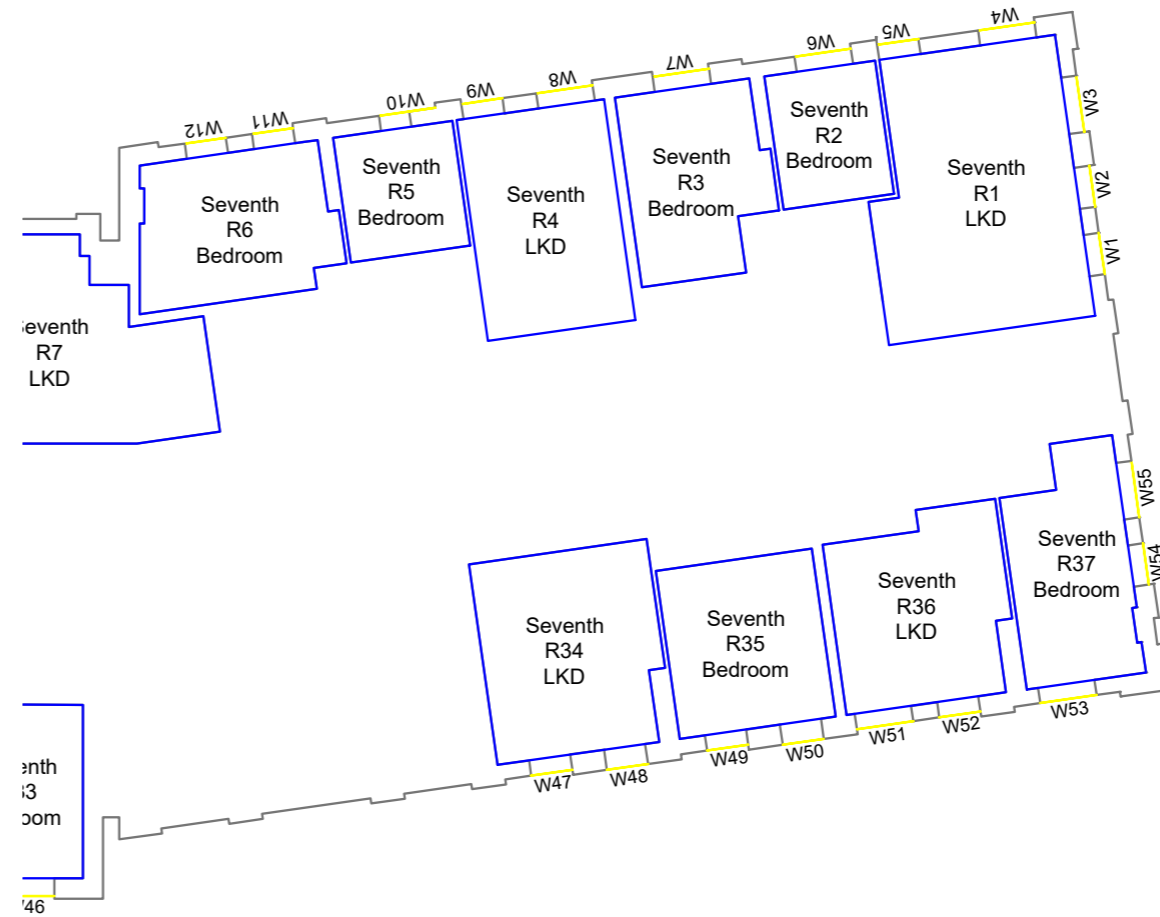 W4
W5
W6
W7
W8
W9
W10
W11
W12
W3
W2
W1
Seventh
R1
LKD
Seventh
R2
Bedroom
Seventh
R3
Bedroom
Seventh
R4
LKD
Seventh
R5
Bedroom
Seventh
R6
Bedroom
R7
LKD
W55
W54
Seventh
R37
Bedroom
Seventh
R36
LKD
Seventh
R35
Bedroom
Seventh
R34
LKD
W53
W52
W51
W50
W49
W48
W47